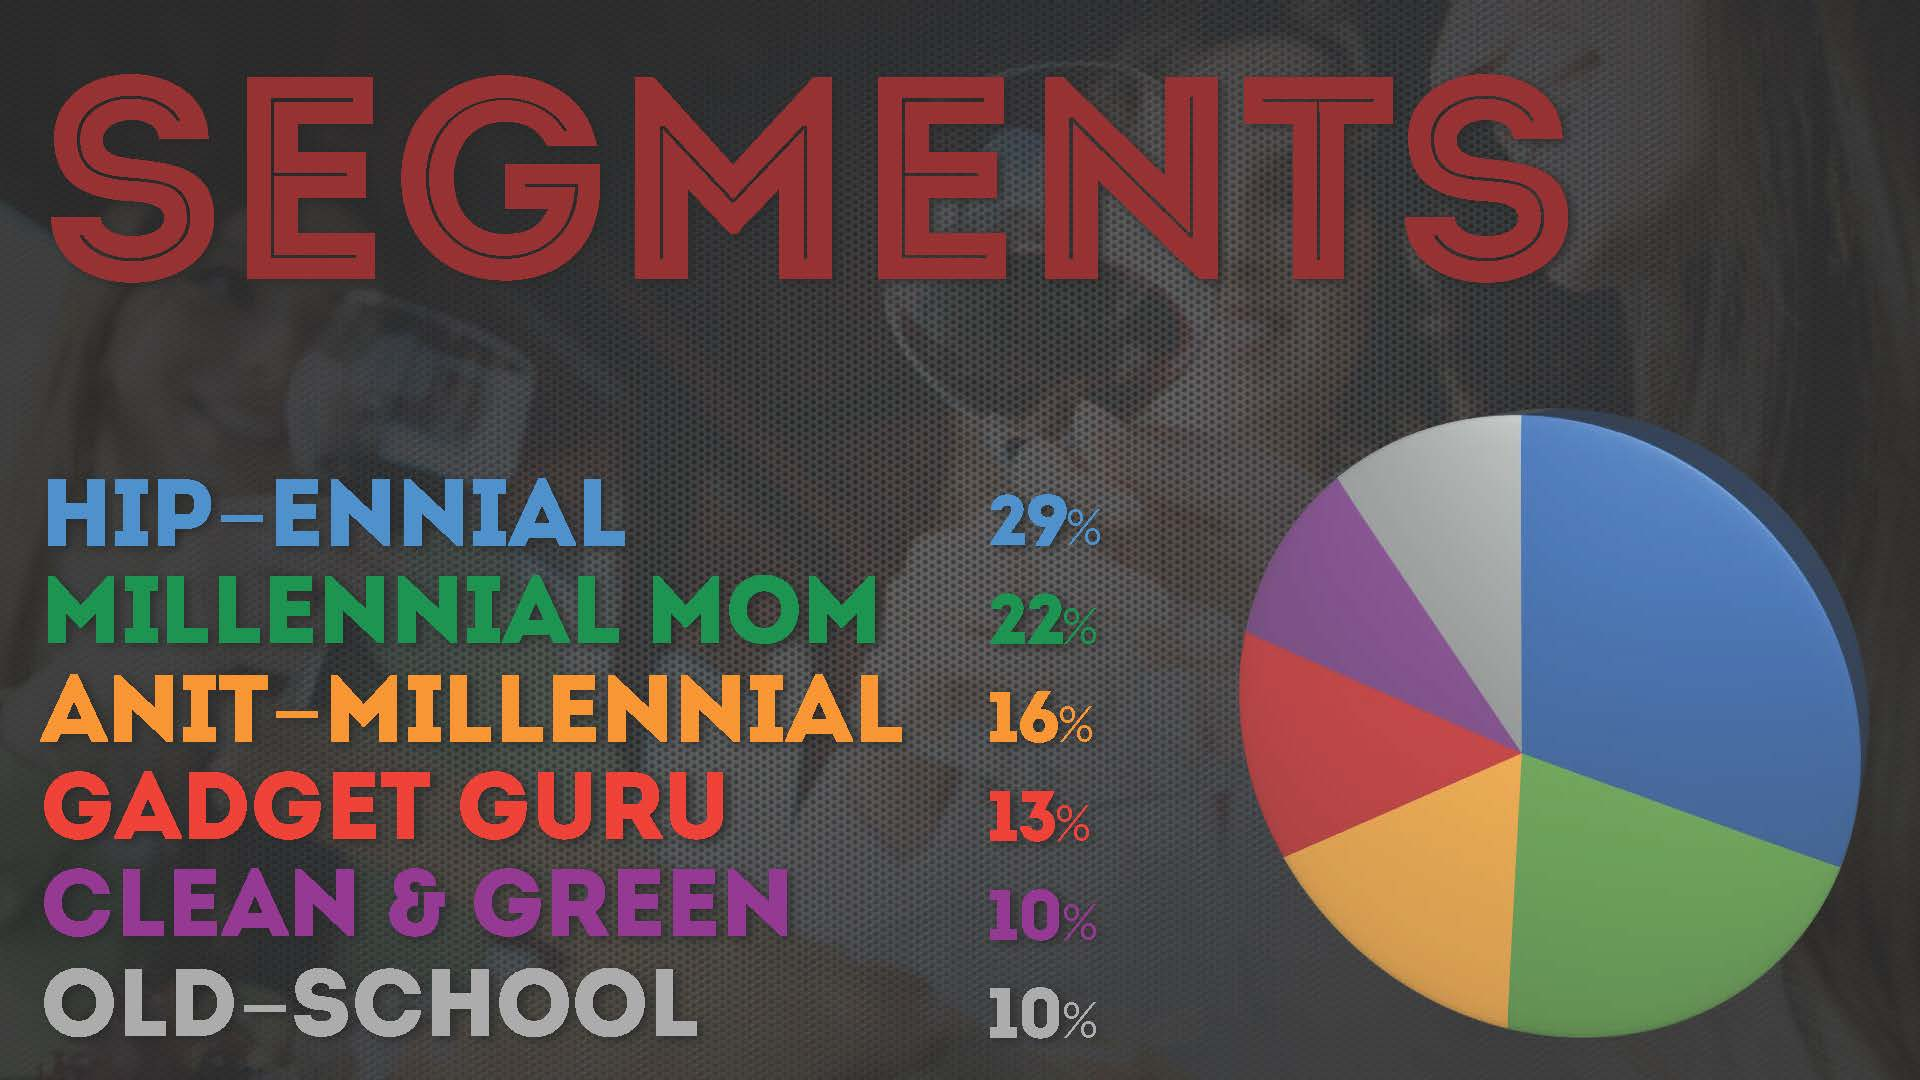 SEGMENTS
HIP-ENNIAL 29%
MILLENNIAL MOM 22%
ANIT-MILLENNIAL 16%
GADGET GURU 13%
CLEAN & GREEN 10%
OLD-SCHOOL 10%